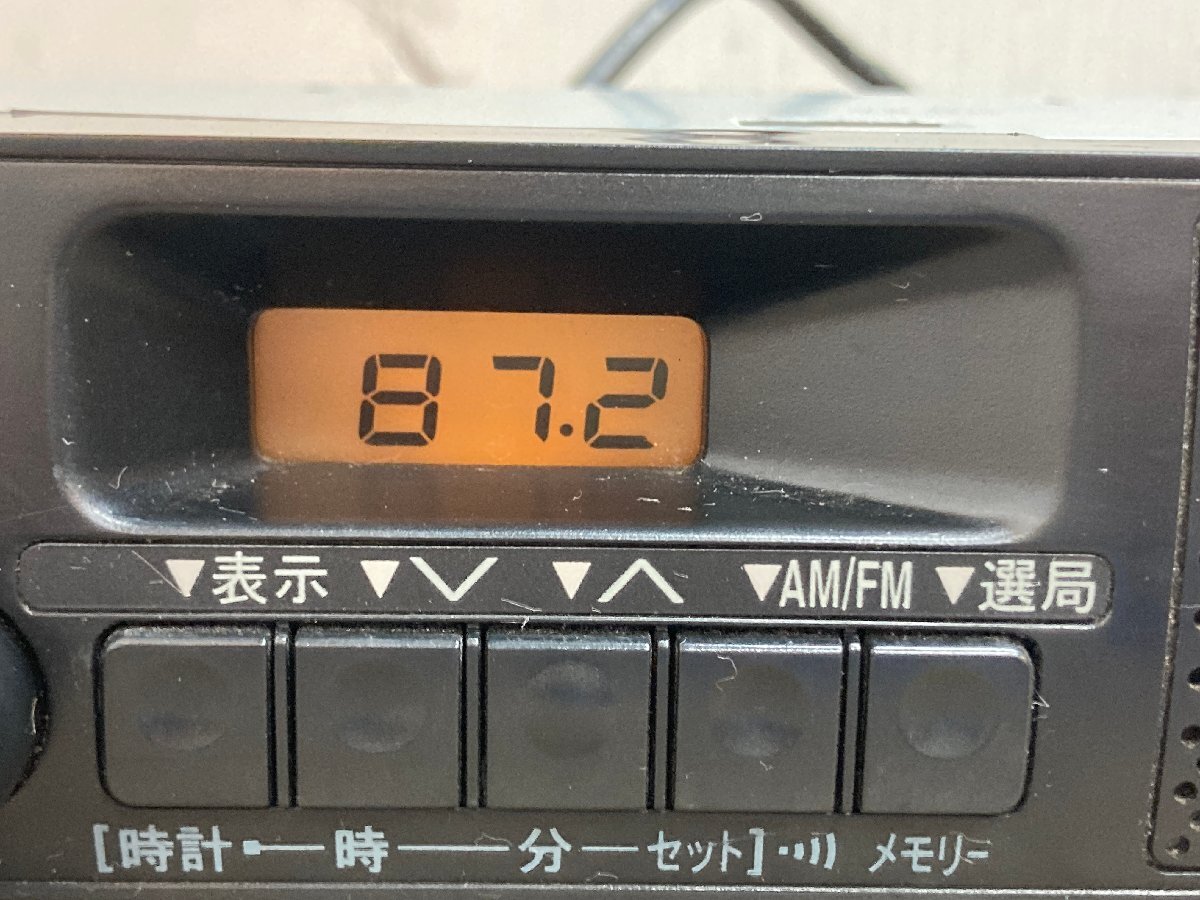 87.2
▼表示 ▼∨ ▼∧ ▼AM/FM ▼選局
[時計 時 分 セット] メモリー